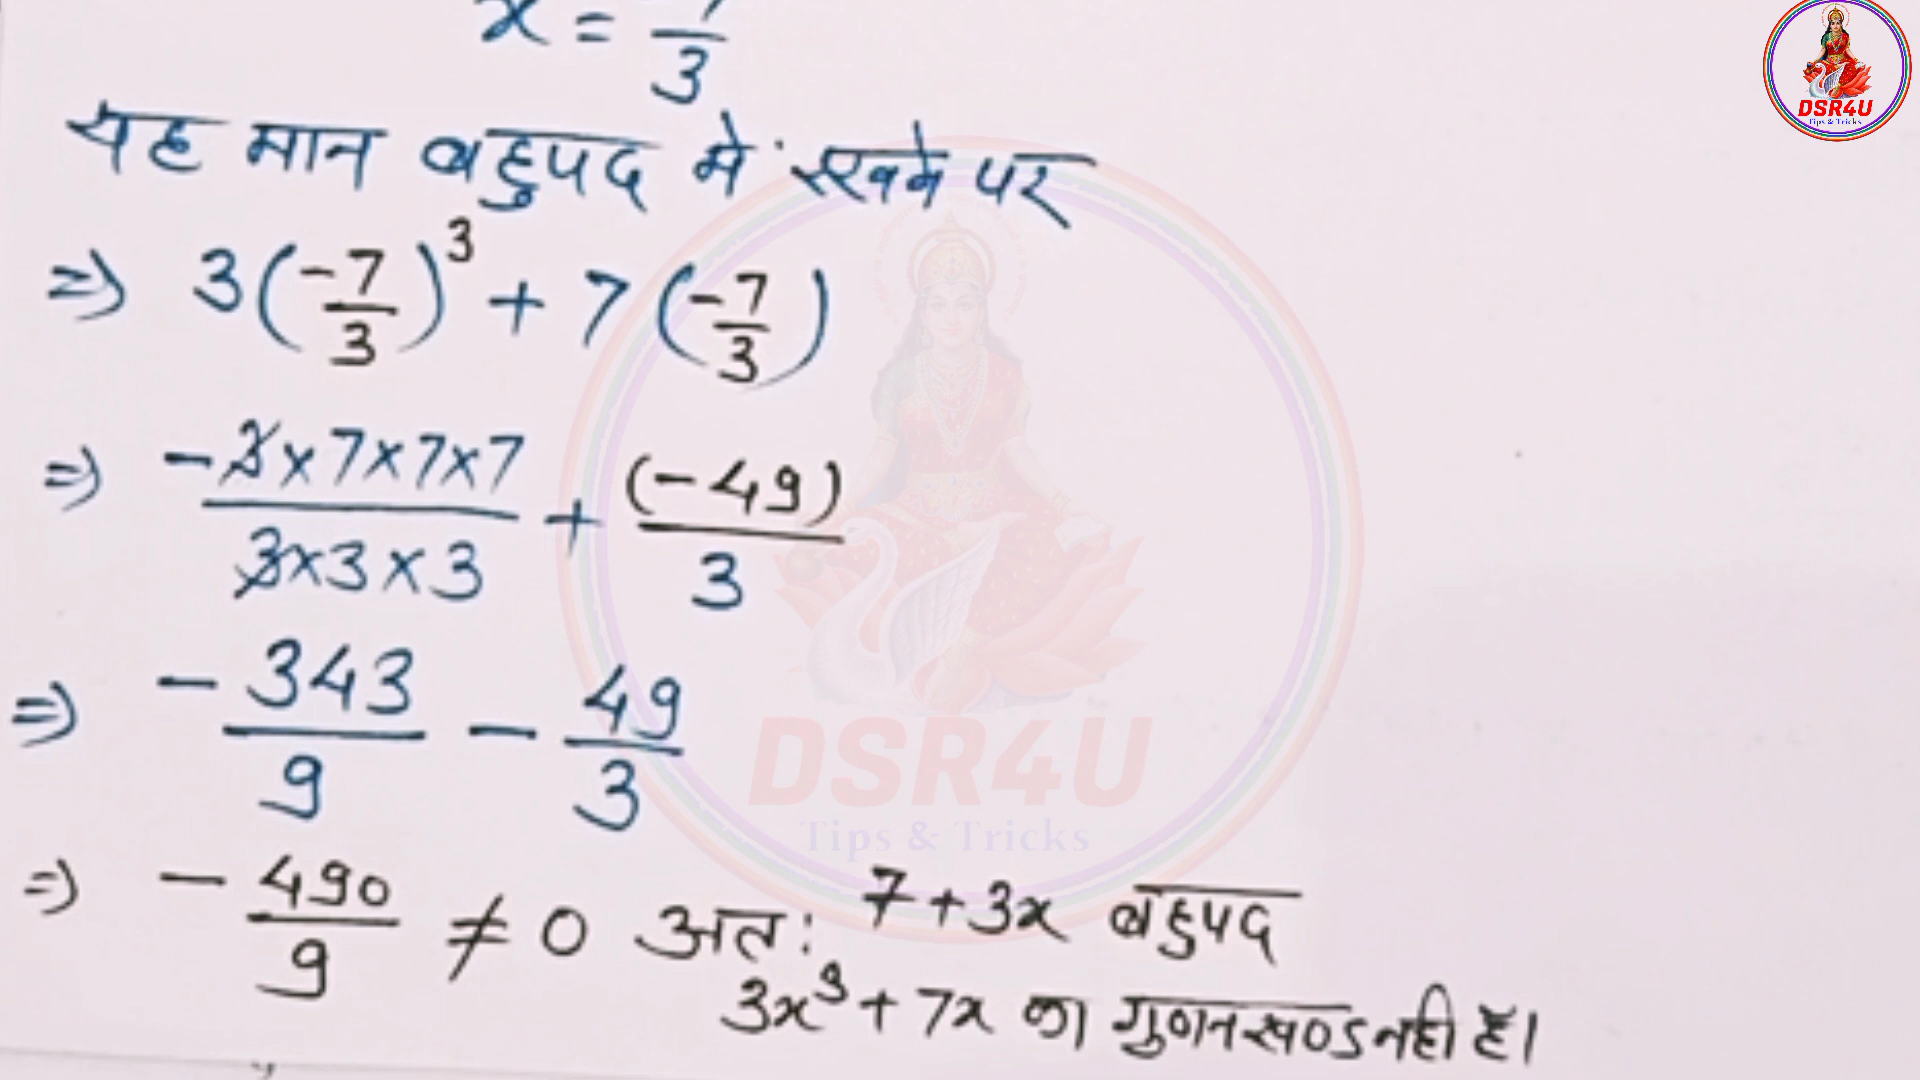 x = -7/3
यह मान बहुपद में रखने पर
=> 3(-7/3)³ + 7(-7/3)
=> -3×7×7×7/3×3×3 + (-49)/3
=> -343/9 - 49/3
=> -490/9 ≠ 0 अत: 7+3x बहुपद
3x³+7x का गुणनखण्ड नही है।
DSR4U
Tips & Tricks
DSR4U
Tips & Tricks